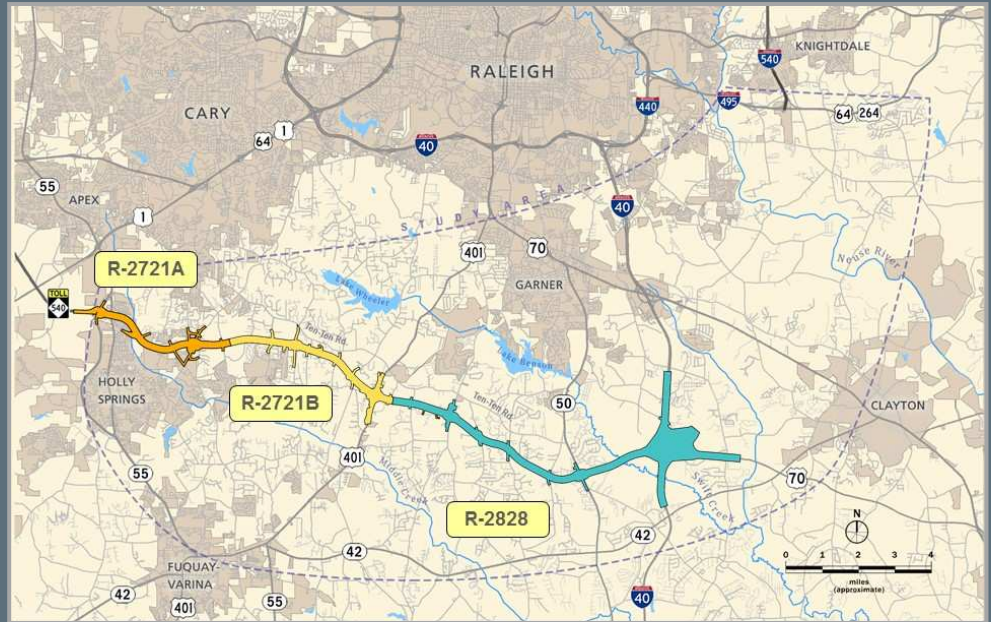 KNIGHTDALE
540
RALEIGH
440
495
64 264
CARY
1
64
40
55
APEX
1
40
STUDY AREA
401
70
Neuse River
R-2721A
GARNER
TOLL
540
Lake Wheeler
Ten-Ten Rd.
Lake Benson
HOLLY
SPRINGS
R-2721B
Ten-Ten Rd.
50
CLAYTON
401
55
Middle Creek
Swift Creek
70
R-2828
42
N
42
0 1 2 3 4
miles
(approximate)
FUQUAY-
VARINA
42
401
55
40